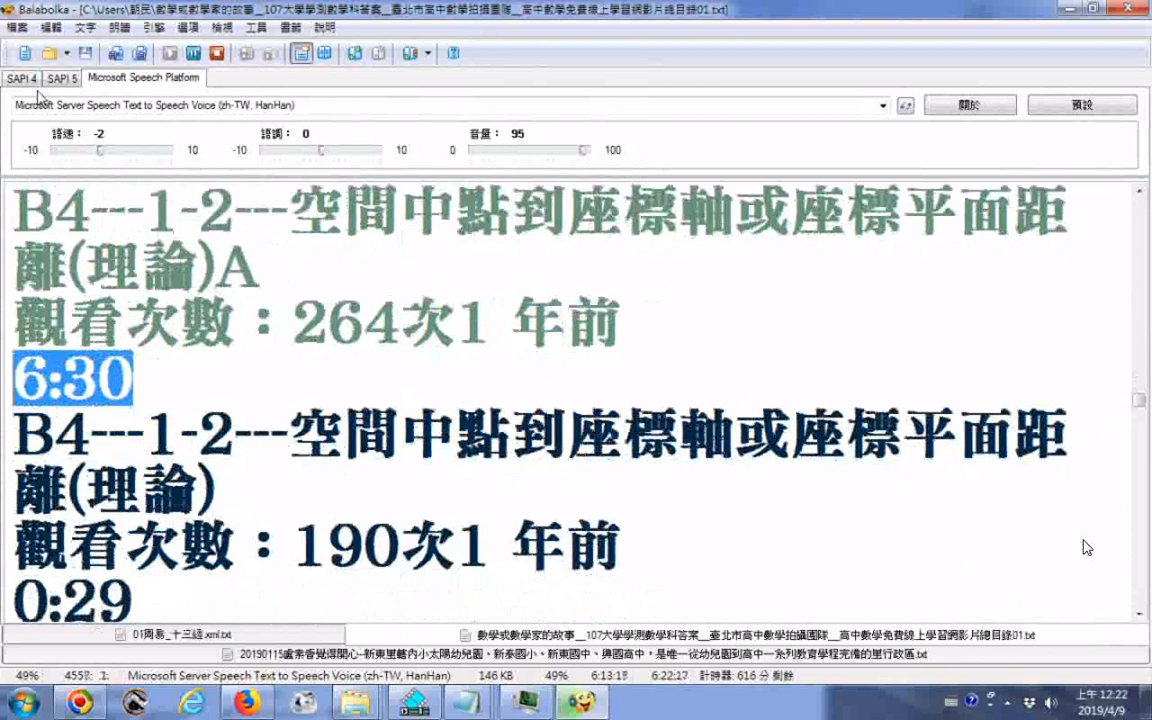 Balabolka - [C:\Users\朝民\數學或數學家的故事__107大學學測數學科答案__臺北市高中數學拍攝團隊__高中數學免費線上學習網影片總目錄01.txt]
檔案 編輯 文字 朗讀 引擎 選項 檢視 工具 書籤 說明
SAPI 4 SAPI 5 Microsoft Speech Platform
Microsoft Server Speech Text to Speech Voice (zh-TW, HanHan) 關於 預設
語速： -2 語調： 0 音量： 95
-10 10 -10 10 0 100
B4---1-2---空間中點到座標軸或座標平面距
離(理論)A
觀看次數：264次1 年前
6:30
B4---1-2---空間中點到座標軸或座標平面距
離(理論)
觀看次數：190次1 年前
0:29
01周易_十三經.xml.txt 數學或數學家的故事__107大學學測數學科答案__臺北市高中數學拍攝團隊__高中數學免費線上學習網影片總目錄01.txt
20190115盧素香覺得開心--新東里轄內小太陽幼兒園、新泰國小、新東國中、興國高中，是唯一從幼兒園到高中一系列教育學程完備的里行政區.txt
49% 4558: 1: Microsoft Server Speech Text to Speech Voice (zh-TW, HanHan) 146 KB 49% 6:13:15 6:22:17 計時器: 616 分 剩餘
上午 12:22
2019/4/9